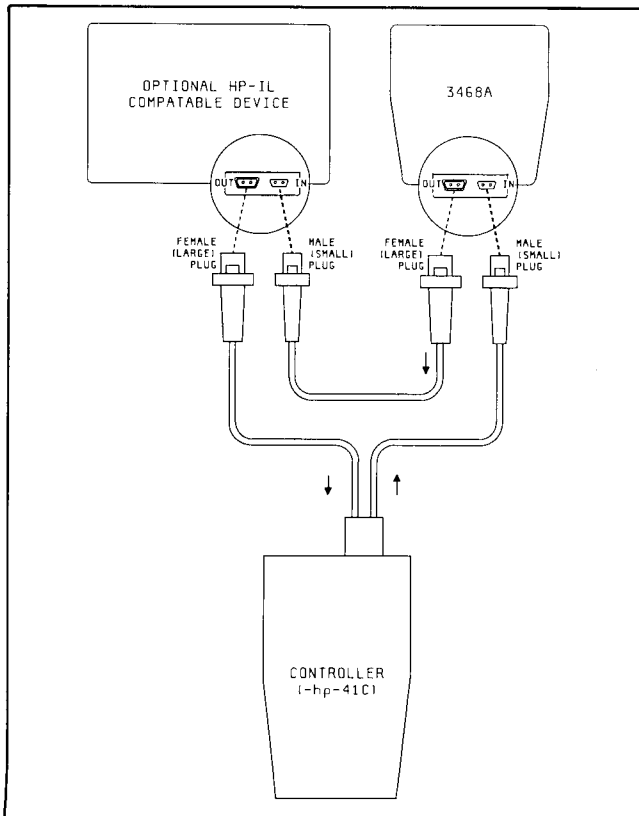 OPTIONAL HP-IL
COMPATABLE DEVICE
3468A
OUT
IN
OUT
IN
FEMALE
(LARGE)
PLUG
MALE
(SMALL)
PLUG
FEMALE
(LARGE)
PLUG
MALE
(SMALL)
PLUG
CONTROLLER
(-hp-41C)